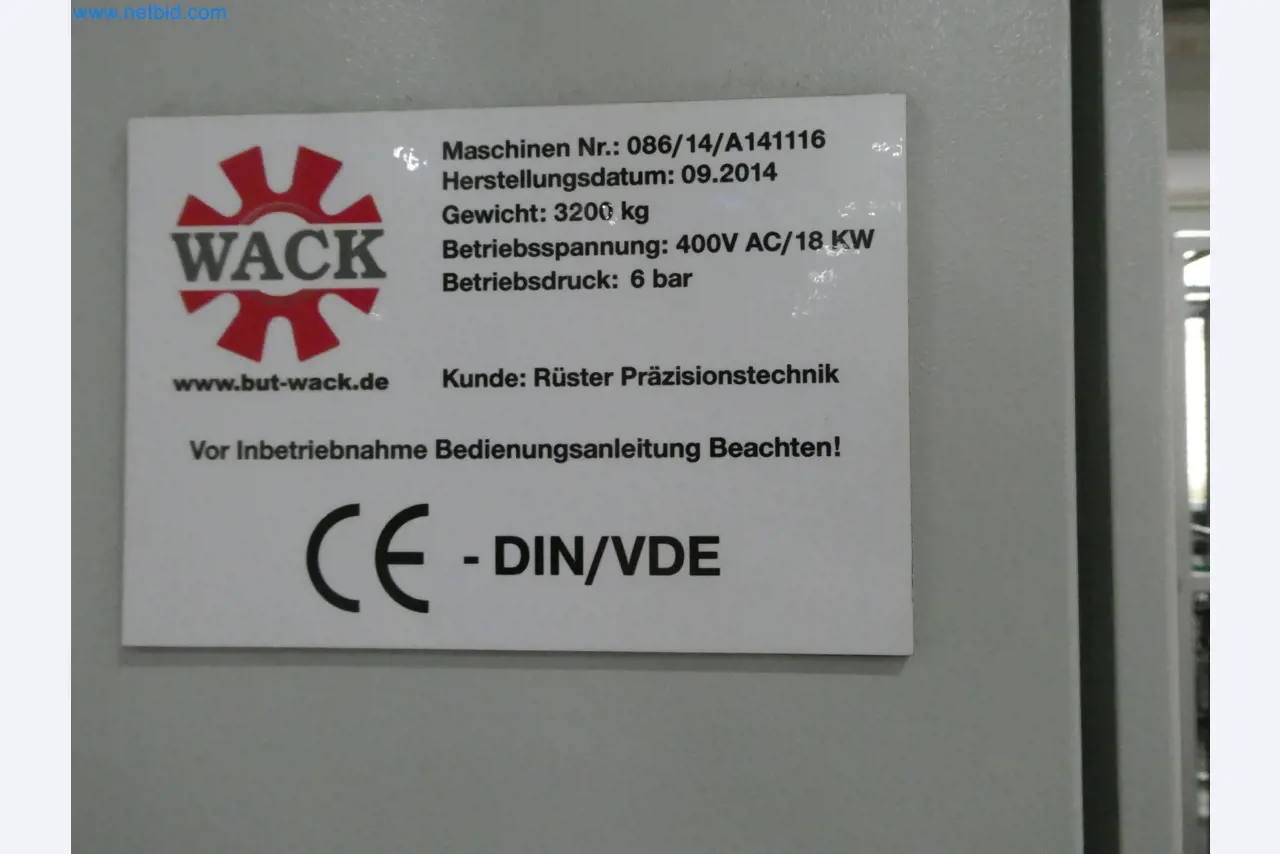 www.netbid.com
WACK
www.but-wack.de
Maschinen Nr.: 086/14/A141116
Herstellungsdatum: 09.2014
Gewicht: 3200 kg
Betriebsspannung: 400V AC/18 KW
Betriebsdruck: 6 bar
Kunde: Rüster Präzisionstechnik
Vor Inbetriebnahme Bedienungsanleitung Beachten!
CE - DIN/VDE